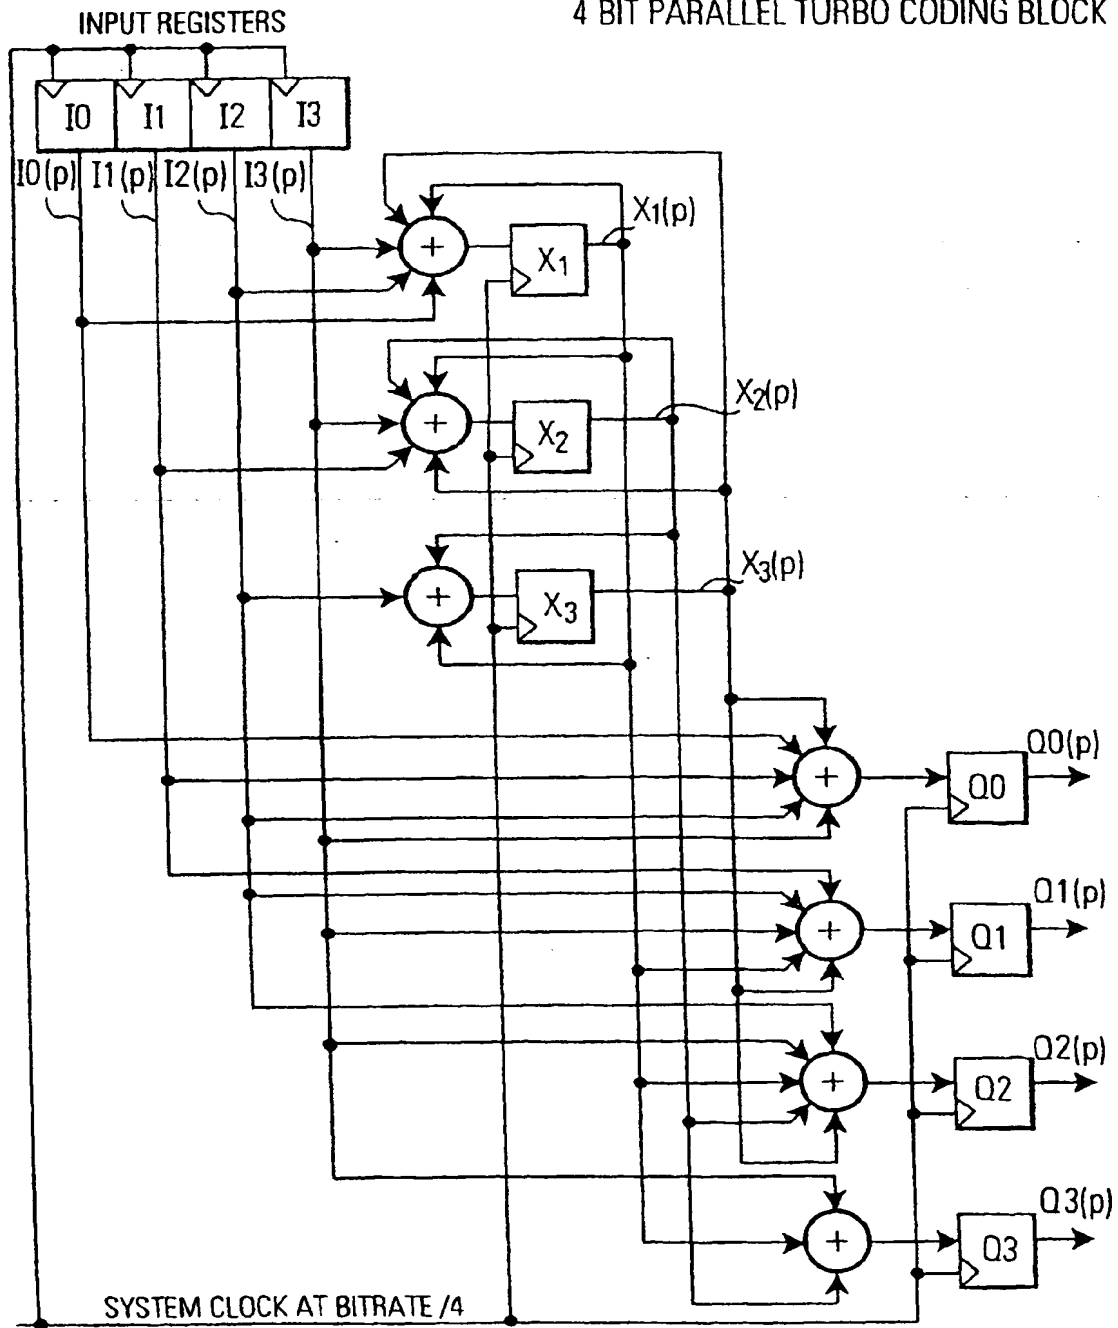 4 BIT PARALLEL TURBO CODING BLOCK
INPUT REGISTERS
I0 I1 I2 I3
I0(p) I1(p) I2(p) I3(p)
X1(p)
+
X1
X2(p)
+
X2
X3(p)
+
X3
Q0(p)
+
Q0
Q1(p)
+
Q1
Q2(p)
+
Q2
Q3(p)
+
Q3
SYSTEM CLOCK AT BITRATE /4